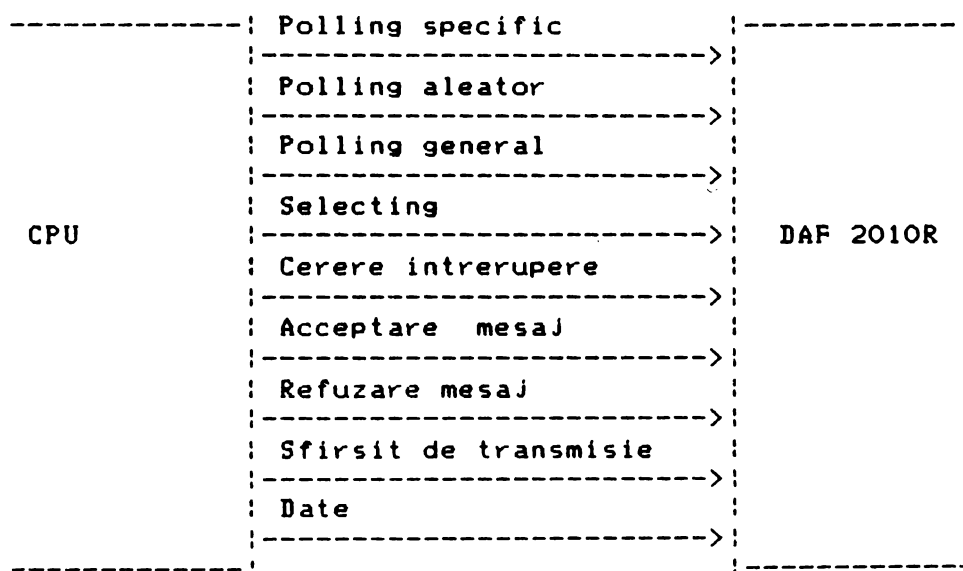 Polling specific
Polling aleator
Polling general
Selecting
CPU
DAF 2010R
Cerere intrerupere
Acceptare mesaj
Refuzare mesaj
Sfirsit de transmisie
Date